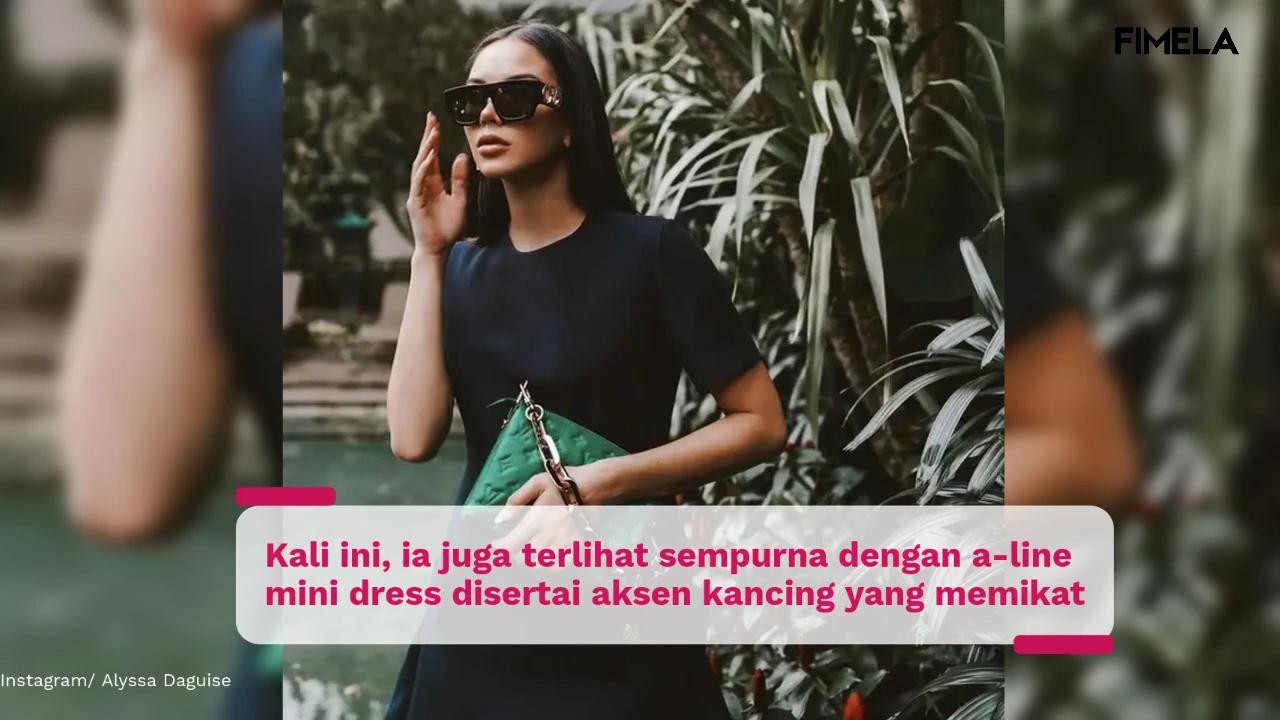 FIMELA
Kali ini, ia juga terlihat sempurna dengan a-line
mini dress disertai aksen kancing yang memikat
Instagram/ Alyssa Daguise